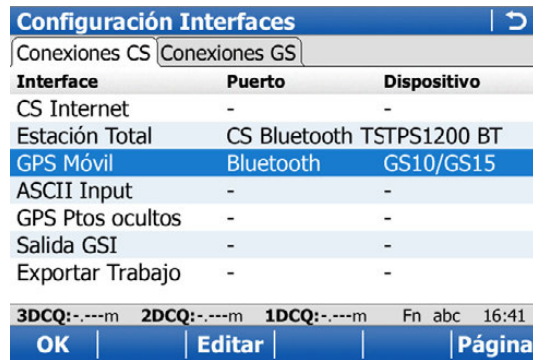 Configuración Interfaces
Conexiones CS Conexiones GS
Interface Puerto Dispositivo
CS Internet - -
Estación Total CS Bluetooth TSTPS1200 BT
GPS Móvil Bluetooth GS10/GS15
ASCII Input - -
GPS Ptos ocultos - -
Salida GSI - -
Exportar Trabajo - -
3DCQ:-.---m 2DCQ:-.---m 1DCQ:-.---m Fn abc 16:41
OK Editar Página